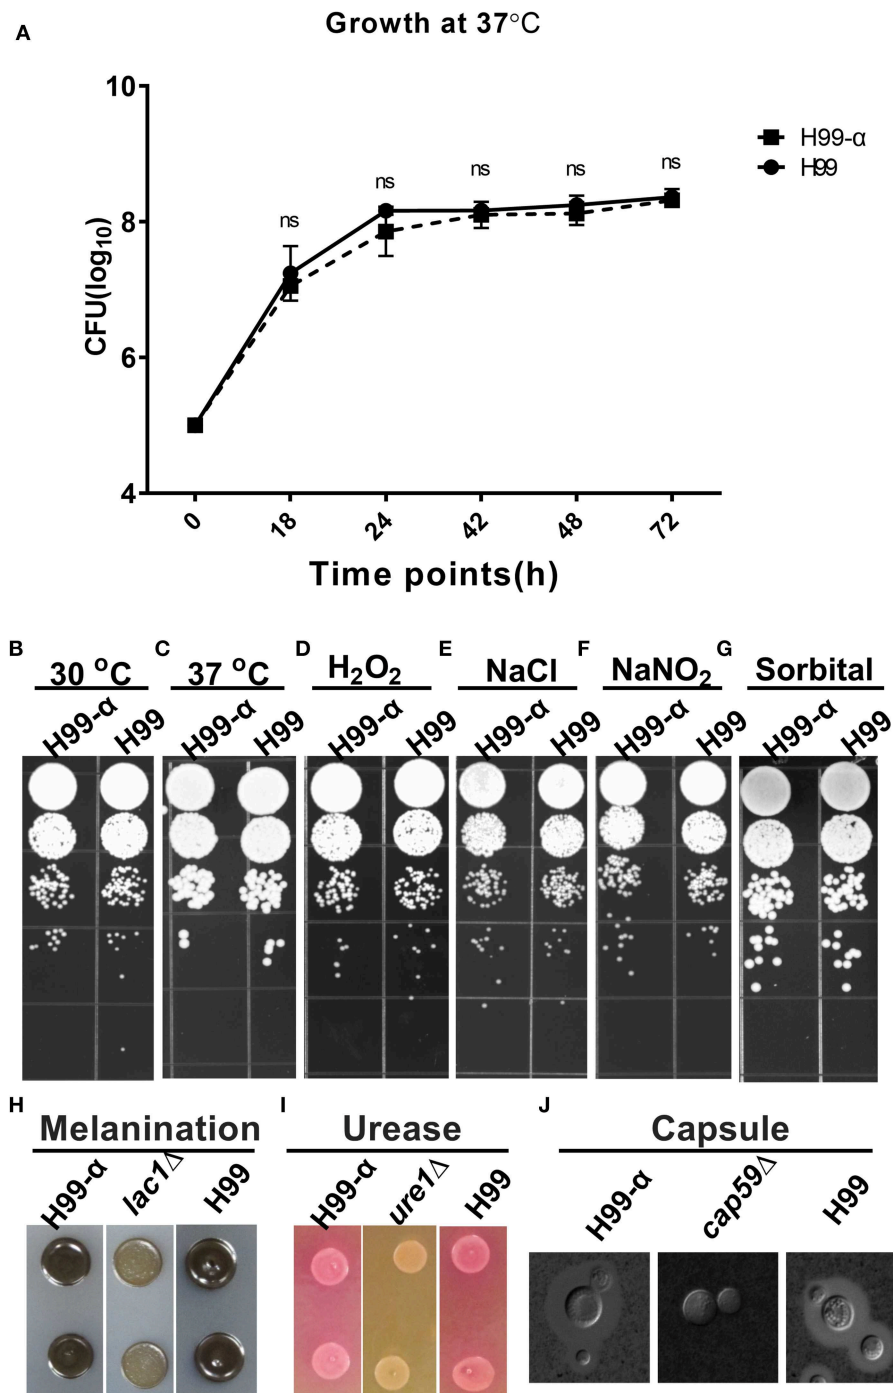 A
Growth at 37°C
10
8
6
4
CFU(log10)
ns
ns
ns
ns
ns
H99-α
H99
0
18
24
42
48
72
Time points(h)
B
30 oC
H99-α
H99
C
37 oC
H99-α
H99
D
H2O2
H99-α
H99
E
NaCl
H99-α
H99
F
NaNO2
H99-α
H99
G
Sorbital
H99-α
H99
H
Melanination
H99-α
lac1Δ
H99
I
Urease
H99-α
ure1Δ
H99
J
Capsule
H99-α
cap59Δ
H99